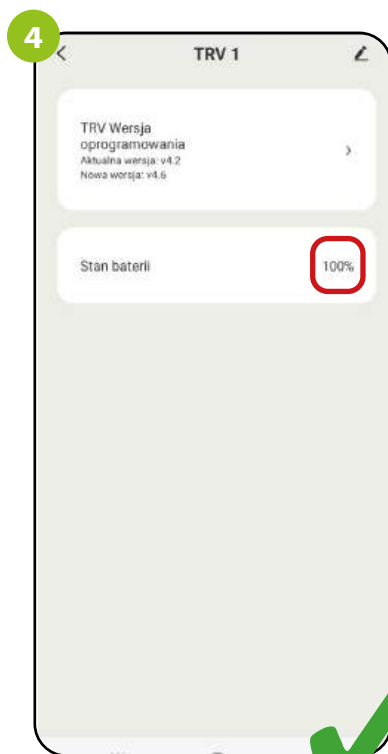 4
TRV 1
TRV Wersja
oprogramowania
Aktualna wersja: v4.2
Nowa wersja: v4.6
Stan baterii
100%